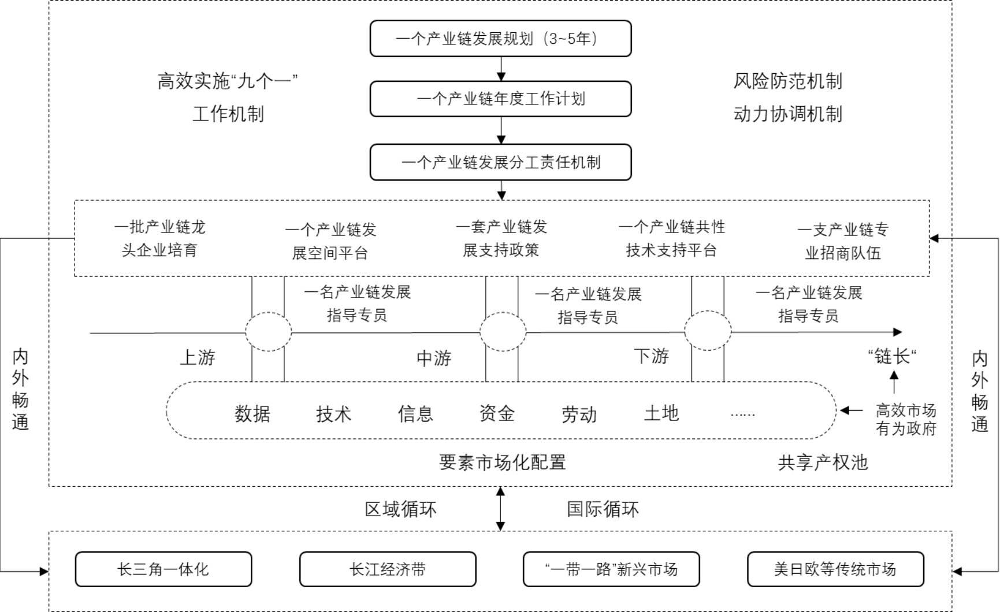 一个产业链发展规划（3~5年）
高效实施“九个一”
工作机制
风险防范机制
动力协调机制
一个产业链年度工作计划
一个产业链发展分工责任机制
一批产业链龙
头企业培育
一个产业链发
展空间平台
一套产业链发
展支持政策
一个产业链共性
技术支持平台
一支产业链专
业招商队伍
一名产业链发展
指导专员
一名产业链发展
指导专员
一名产业链发展
指导专员
上游
中游
下游
“链长“
内外畅通
内外畅通
数据
技术
信息
资金
劳动
土地
……
高效市场
有为政府
要素市场化配置
共享产权池
区域循环
国际循环
长三角一体化
长江经济带
“一带一路”新兴市场
美日欧等传统市场